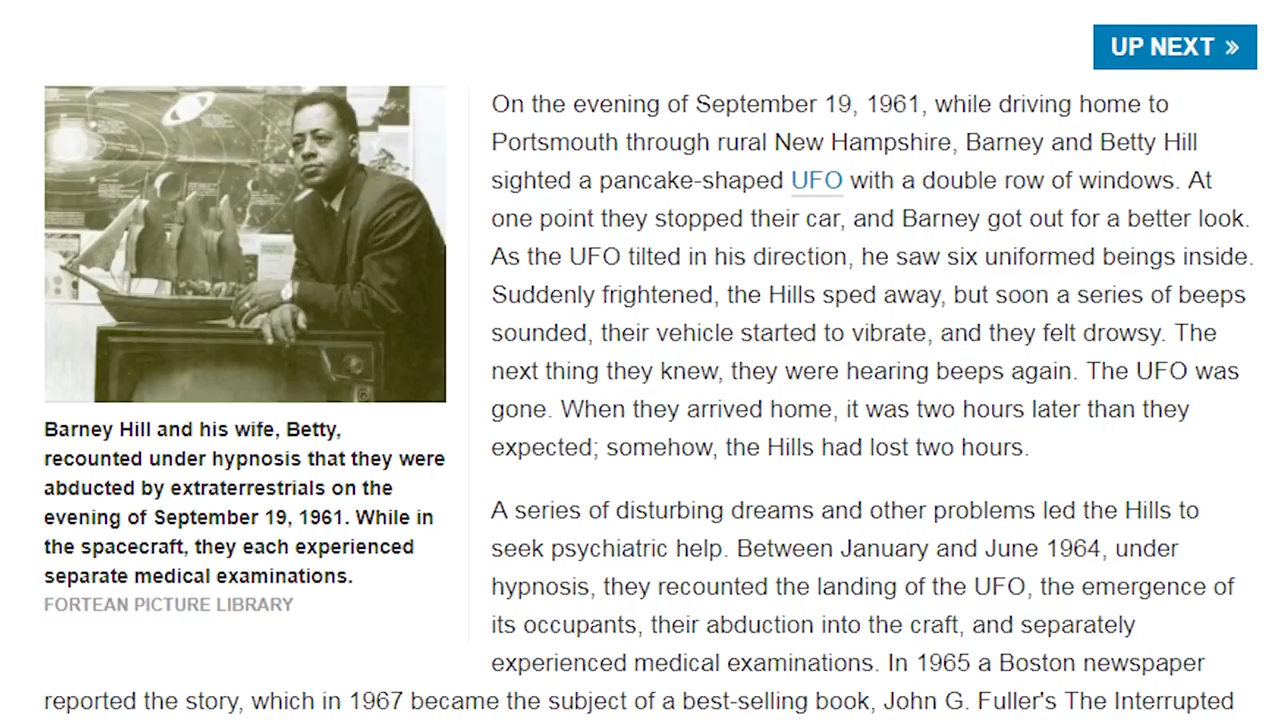 UP NEXT »
On the evening of September 19, 1961, while driving home to
Portsmouth through rural New Hampshire, Barney and Betty Hill
sighted a pancake-shaped UFO with a double row of windows. At
one point they stopped their car, and Barney got out for a better look.
As the UFO tilted in his direction, he saw six uniformed beings inside.
Suddenly frightened, the Hills sped away, but soon a series of beeps
sounded, their vehicle started to vibrate, and they felt drowsy. The
next thing they knew, they were hearing beeps again. The UFO was
gone. When they arrived home, it was two hours later than they
expected; somehow, the Hills had lost two hours.
Barney Hill and his wife, Betty,
recounted under hypnosis that they were
abducted by extraterrestrials on the
evening of September 19, 1961. While in
the spacecraft, they each experienced
separate medical examinations.
FORTEAN PICTURE LIBRARY
A series of disturbing dreams and other problems led the Hills to
seek psychiatric help. Between January and June 1964, under
hypnosis, they recounted the landing of the UFO, the emergence of
its occupants, their abduction into the craft, and separately
experienced medical examinations. In 1965 a Boston newspaper
reported the story, which in 1967 became the subject of a best-selling book, John G. Fuller's The Interrupted